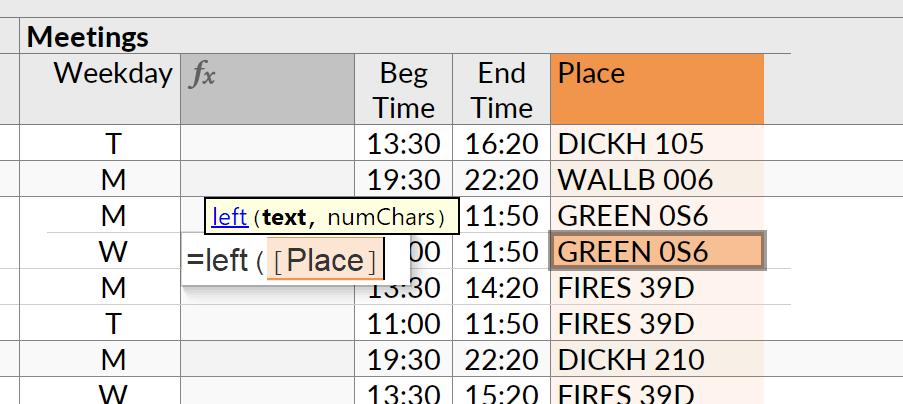 Meetings
Weekday fx Beg Time End Time Place
T 13:30 16:20 DICKH 105
M 19:30 22:20 WALLB 006
left(text, numChars)
M 11:50 GREEN 0S6
W :00 11:50 GREEN 0S6
=left([Place]
M 13:30 14:20 FIRES 39D
T 11:00 11:50 FIRES 39D
M 19:30 22:20 DICKH 210
W 13:30 15:20 FIRES 39D